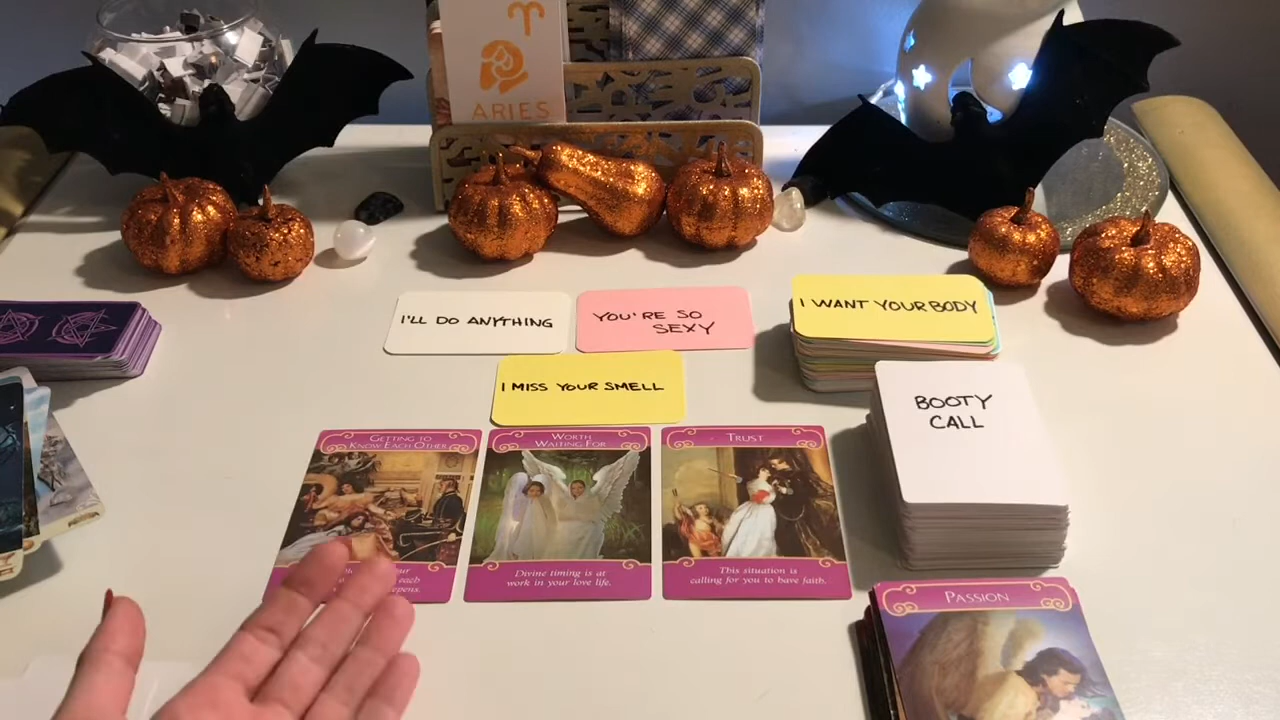 ARIES
I'LL DO ANYTHING
YOU'RE SO
SEXY
I WANT YOUR BODY
I MISS YOUR SMELL
BOOTY
CALL
GETTING TO
KNOW EACH OTHER
WORTH
WAITING FOR
Divine timing is at
work in your love life.
TRUST
This situation is
calling for you to have faith.
PASSION